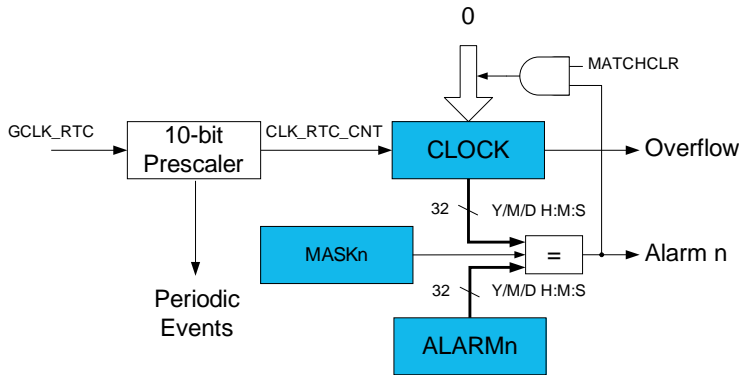 0
MATCHCLR
GCLK_RTC
10-bit
Prescaler
CLK_RTC_CNT
CLOCK
Overflow
32
Y/M/D H:M:S
MASKn
=
Alarm n
32
Y/M/D H:M:S
Periodic
Events
ALARMn